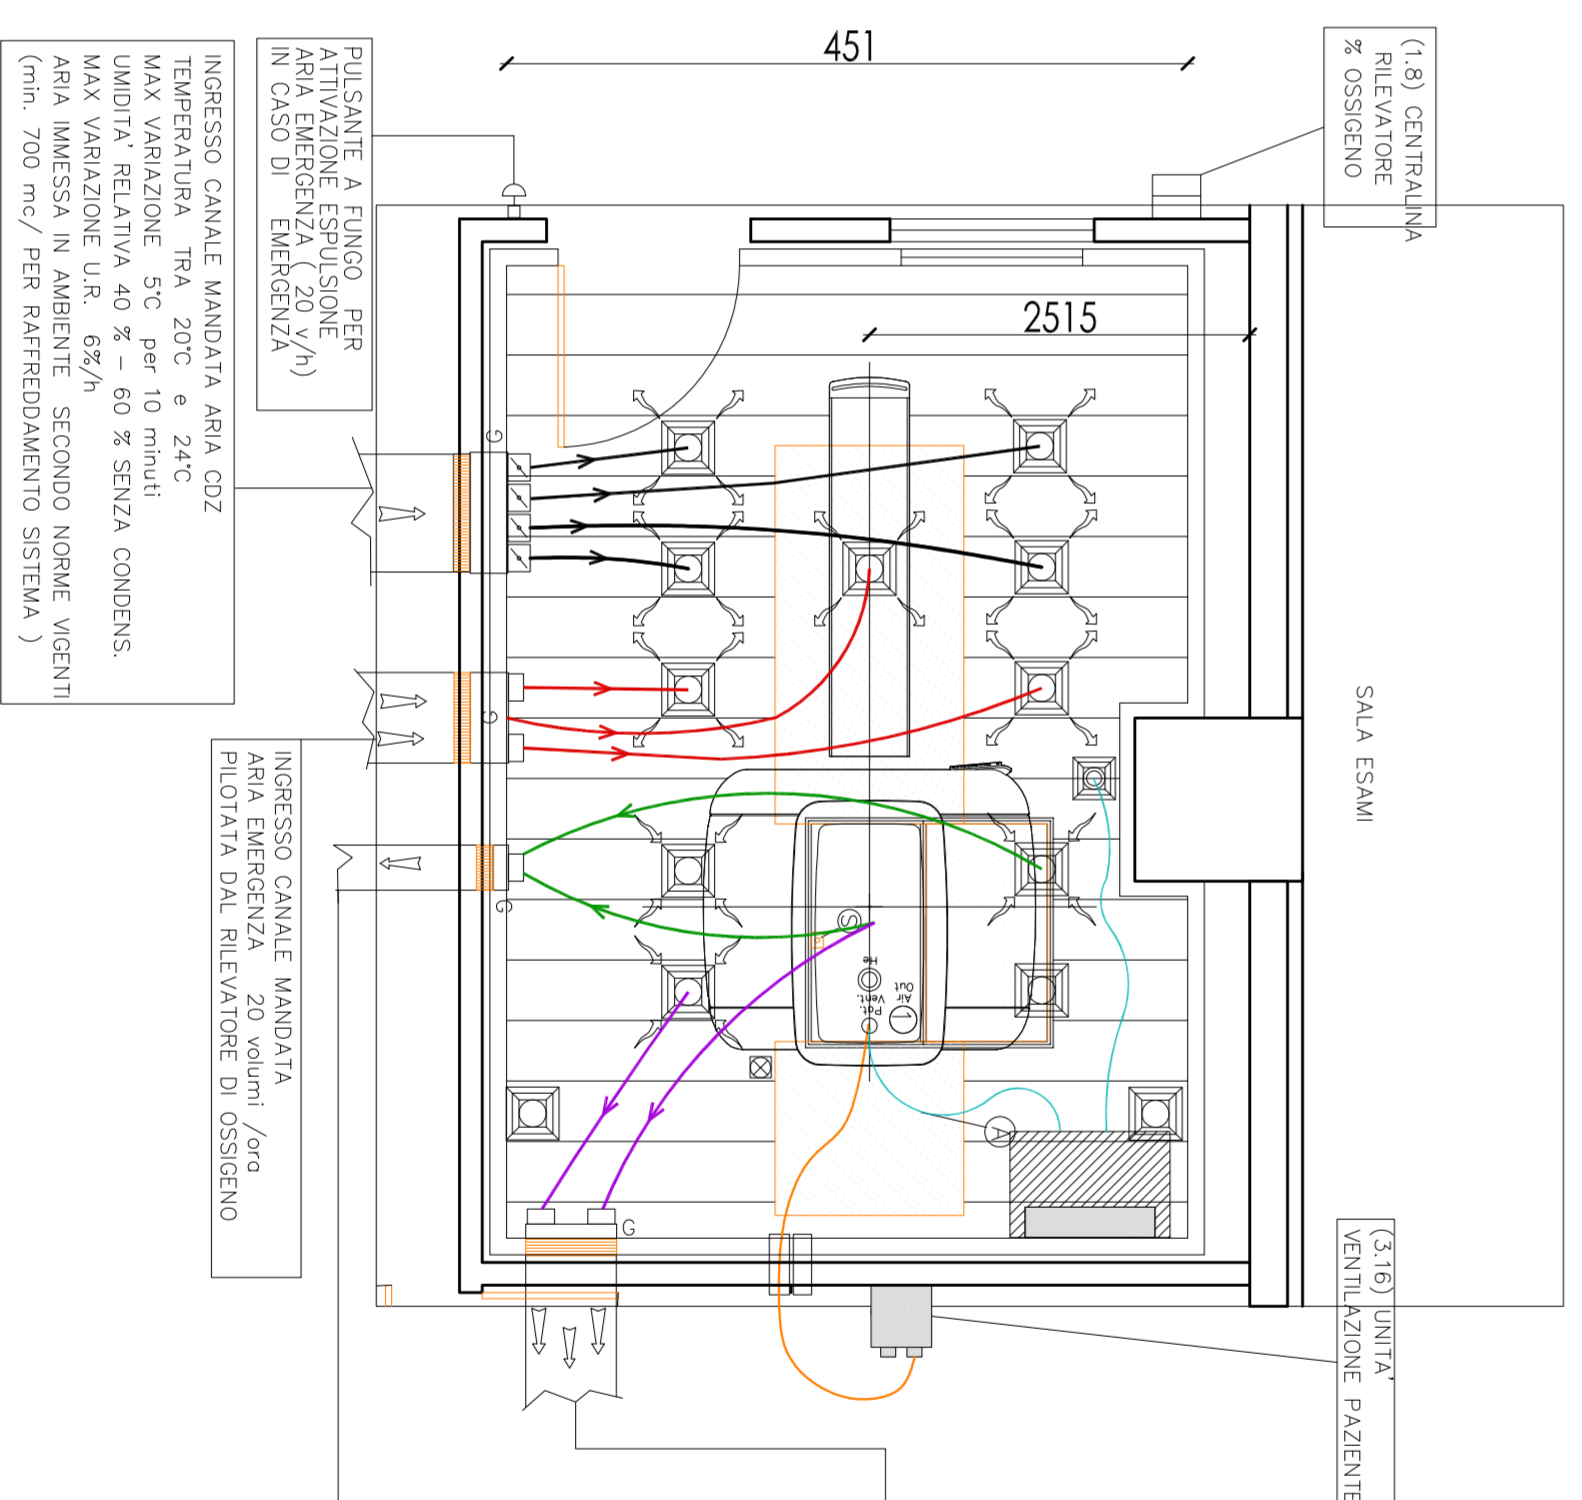 451
(1.8) CENTRALINA
RILEVATORE
% OSSIGENO
PULSANTE A FUNGO PER
ATTIVAZIONE ESPULSIONE
ARIA EMERGENZA ( 20 v/h)
IN CASO DI EMERGENZA
INGRESSO CANALE MANDATA ARIA CDZ
TEMPERATURA TRA 20°C e 24°C
MAX VARIAZIONE 5°C per 10 minuti
UMIDITA' RELATIVA 40 % - 60 % SENZA CONDENS.
MAX VARIAZIONE U.R. 6%/h
ARIA IMMESSA IN AMBIENTE SECONDO NORME VIGENTI
(min. 700 mc/ PER RAFFREDDAMENTO SISTEMA )
2515
SALA ESAMI
G
G
G
G
S
He
Pat.
Vent.
Air
Out
1
A
INGRESSO CANALE MANDATA
ARIA EMERGENZA 20 volumi /ora
PILOTATA DAL RILEVATORE DI OSSIGENO
(3.16) UNITA'
VENTILAZIONE PAZIENTE